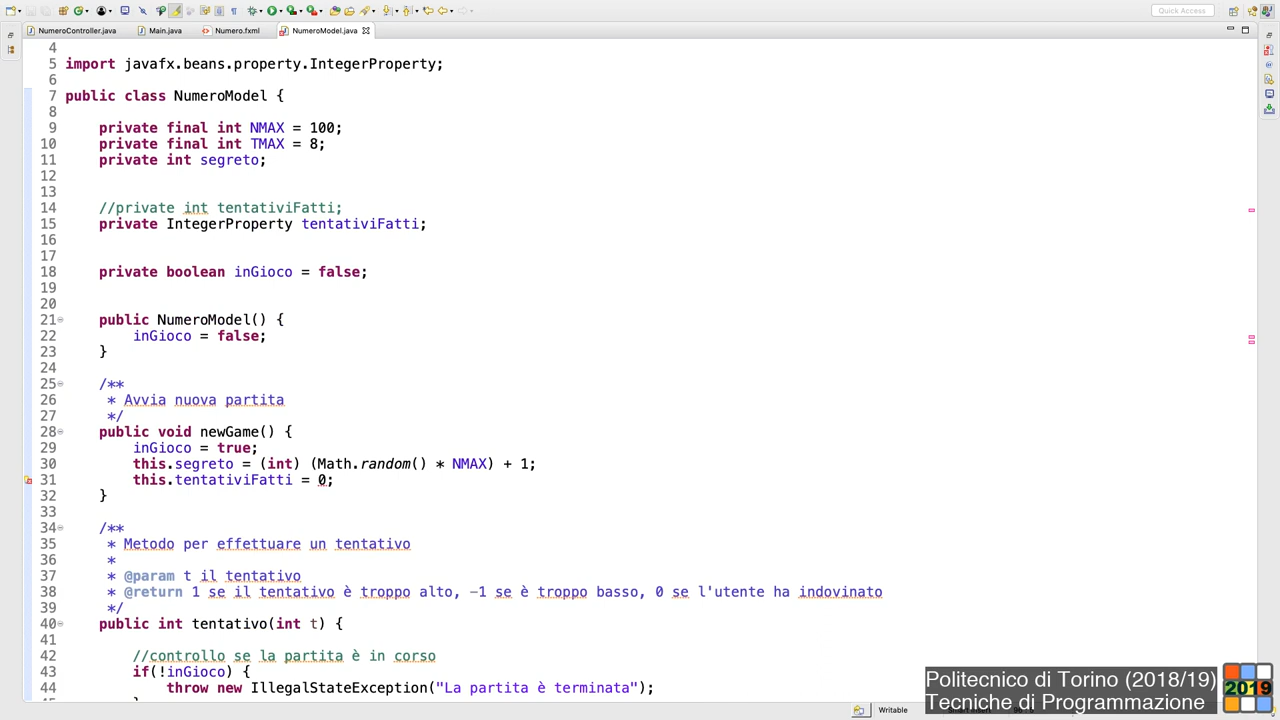 Quick Access
NumeroController.java
Main.java
Numero.fxml
NumeroModel.java
4
5 import javafx.beans.property.IntegerProperty;
6
7 public class NumeroModel {
8
9 private final int NMAX = 100;
10 private final int TMAX = 8;
11 private int segreto;
12
13
14 //private int tentativiFatti;
15 private IntegerProperty tentativiFatti;
16
17
18 private boolean inGioco = false;
19
20
21 public NumeroModel() {
22 inGioco = false;
23 }
24
25 /**
26 * Avvia nuova partita
27 */
28 public void newGame() {
29 inGioco = true;
30 this.segreto = (int) (Math.random() * NMAX) + 1;
31 this.tentativiFatti = 0;
32 }
33
34 /**
35 * Metodo per effettuare un tentativo
36 *
37 * @param t il tentativo
38 * @return 1 se il tentativo è troppo alto, -1 se è troppo basso, 0 se l'utente ha indovinato
39 */
40 public int tentativo(int t) {
41
42 //controllo se la partita è in corso
43 if(!inGioco) {
44 throw new IllegalStateException("La partita è terminata");
Politecnico di Torino (2018/19)
Tecniche di Programmazione
2019
Writable